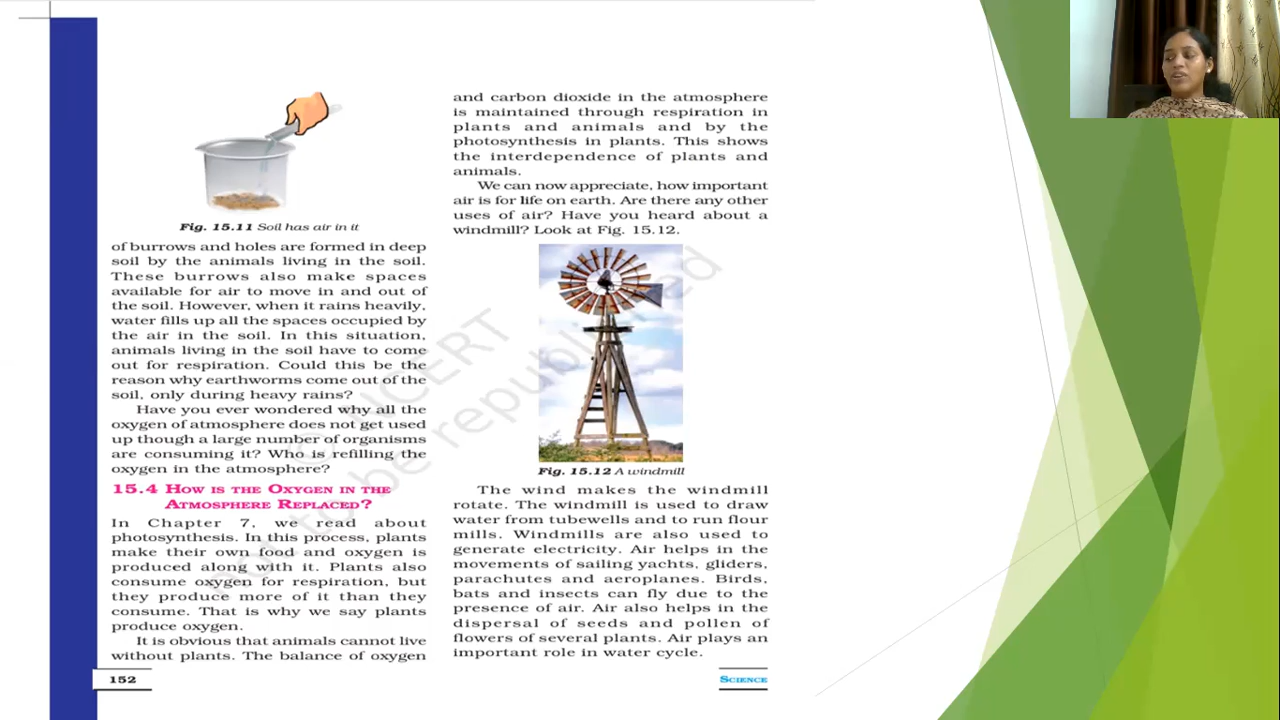 Fig. 15.11 Soil has air in it
of burrows and holes are formed in deep
soil by the animals living in the soil.
These burrows also make spaces
available for air to move in and out of
the soil. However, when it rains heavily,
water fills up all the spaces occupied by
the air in the soil. In this situation,
animals living in the soil have to come
out for respiration. Could this be the
reason why earthworms come out of the
soil, only during heavy rains?
Have you ever wondered why all the
oxygen of atmosphere does not get used
up though a large number of organisms
are consuming it? Who is refilling the
oxygen in the atmosphere?
15.4 How is the Oxygen in the
Atmosphere Replaced?
In Chapter 7, we read about
photosynthesis. In this process, plants
make their own food and oxygen is
produced along with it. Plants also
consume oxygen for respiration, but
they produce more of it than they
consume. That is why we say plants
produce oxygen.
It is obvious that animals cannot live
without plants. The balance of oxygen
and carbon dioxide in the atmosphere
is maintained through respiration in
plants and animals and by the
photosynthesis in plants. This shows
the interdependence of plants and
animals.
We can now appreciate, how important
air is for life on earth. Are there any other
uses of air? Have you heard about a
windmill? Look at Fig. 15.12.
Fig. 15.12 A windmill
The wind makes the windmill
rotate. The windmill is used to draw
water from tubewells and to run flour
mills. Windmills are also used to
generate electricity. Air helps in the
movements of sailing yachts, gliders,
parachutes and aeroplanes. Birds,
bats and insects can fly due to the
presence of air. Air also helps in the
dispersal of seeds and pollen of
flowers of several plants. Air plays an
important role in water cycle.
152
Science
NCERT
not to be republished